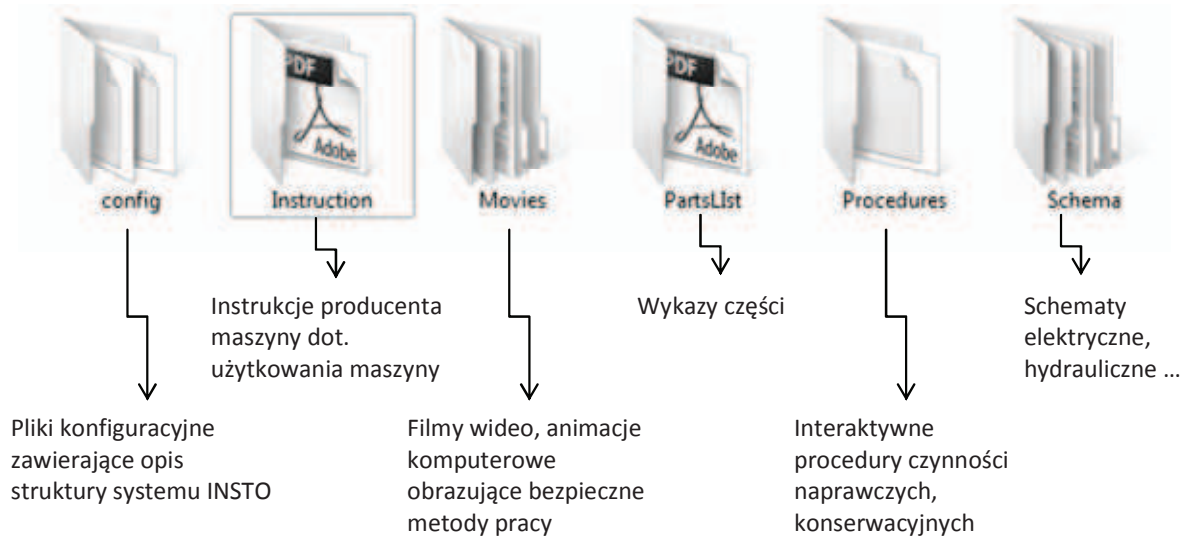 PDF
Adobe
PDF
Adobe
config
Instruction
Movies
PartsLIst
Procedures
Schema
Instrukcje producenta
maszyny dot.
użytkowania maszyny
Wykazy części
Schematy
elektryczne,
hydrauliczne ...
Pliki konfiguracyjne
zawierające opis
struktury systemu INSTO
Filmy wideo, animacje
komputerowe
obrazujące bezpieczne
metody pracy
Interaktywne
procedury czynności
naprawczych,
konserwacyjnych